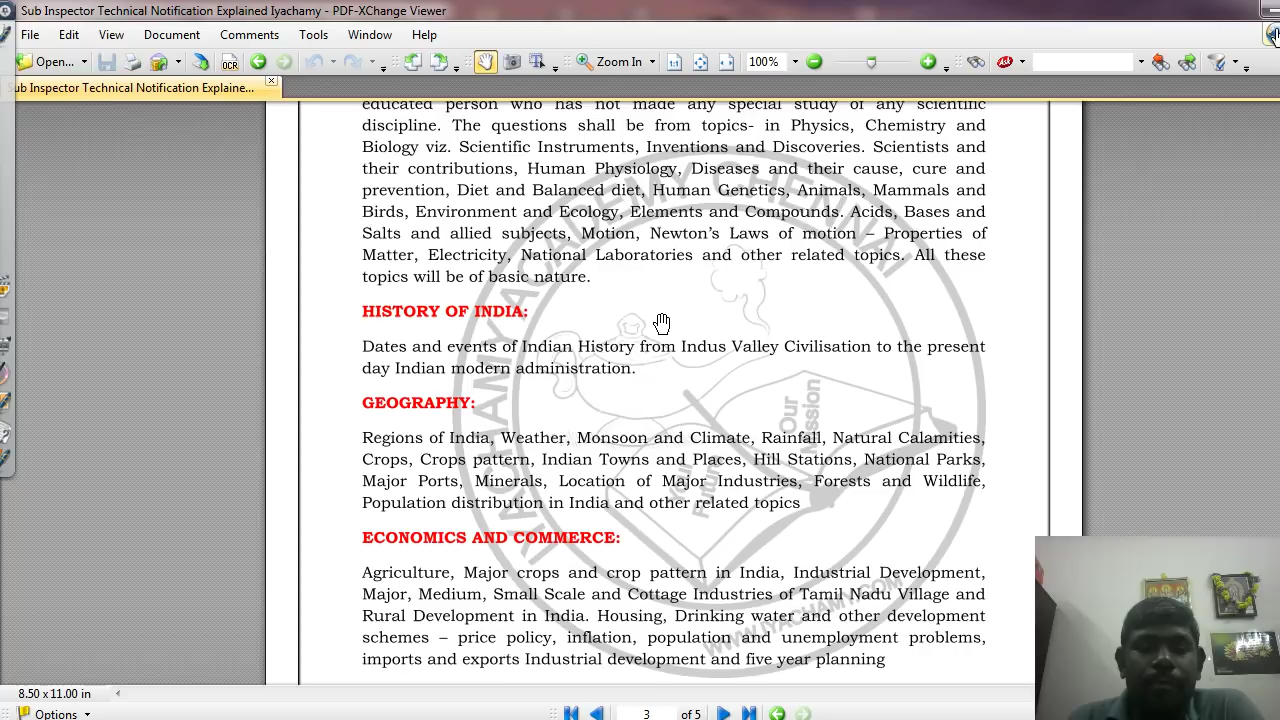 Sub Inspector Technical Notification Explained Iyachamy - PDF-XChange Viewer
File Edit View Document Comments Tools Window Help
Open... OCR Zoom In 100%
Sub Inspector Technical Notification Explaine...
educated person who has not made any special study of any scientific
discipline. The questions shall be from topics- in Physics, Chemistry and
Biology viz. Scientific Instruments, Inventions and Discoveries. Scientists and
their contributions, Human Physiology, Diseases and their cause, cure and
prevention, Diet and Balanced diet, Human Genetics, Animals, Mammals and
Birds, Environment and Ecology, Elements and Compounds. Acids, Bases and
Salts and allied subjects, Motion, Newton's Laws of motion – Properties of
Matter, Electricity, National Laboratories and other related topics. All these
topics will be of basic nature.
HISTORY OF INDIA:
Dates and events of Indian History from Indus Valley Civilisation to the present
day Indian modern administration.
GEOGRAPHY:
Regions of India, Weather, Monsoon and Climate, Rainfall, Natural Calamities,
Crops, Crops pattern, Indian Towns and Places, Hill Stations, National Parks,
Major Ports, Minerals, Location of Major Industries, Forests and Wildlife,
Population distribution in India and other related topics
ECONOMICS AND COMMERCE:
Agriculture, Major crops and crop pattern in India, Industrial Development,
Major, Medium, Small Scale and Cottage Industries of Tamil Nadu Village and
Rural Development in India. Housing, Drinking water and other development
schemes – price policy, inflation, population and unemployment problems,
imports and exports Industrial development and five year planning
IYACHAMY ACADEMY CHENNAI
Our
Mission
WWW.IYACHAMY.COM
8.50 x 11.00 in
Options 3 of 5